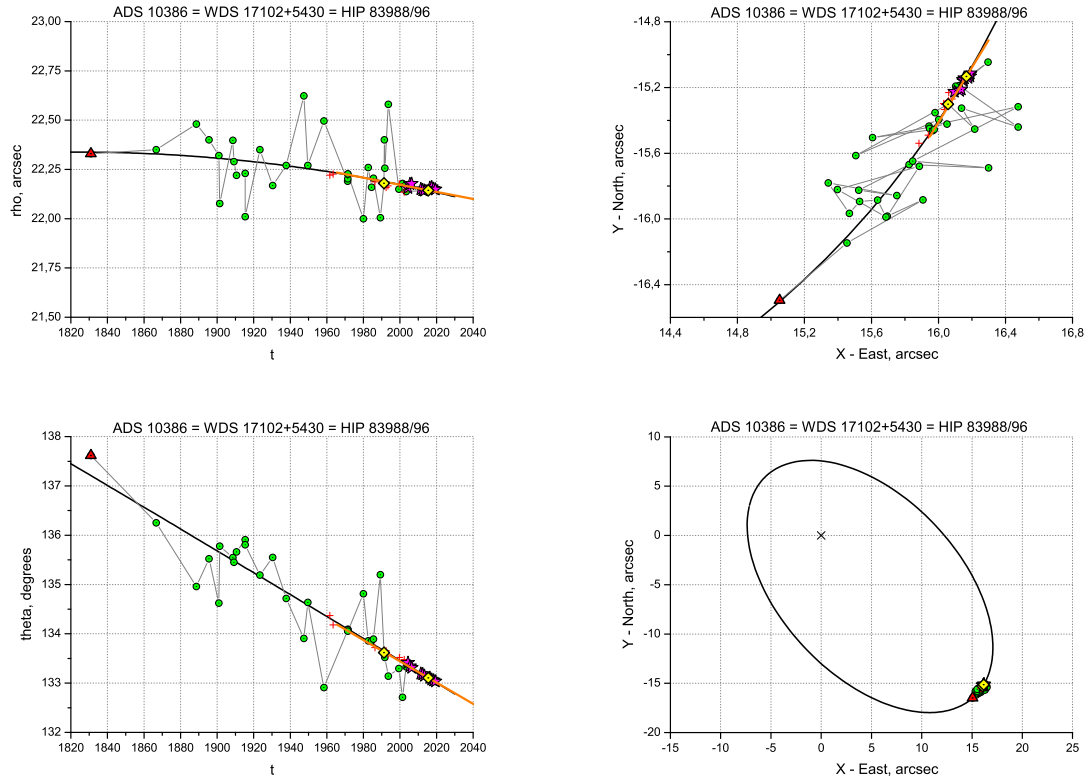 ADS 10386 = WDS 17102+5430 = HIP 83988/96
23,00
22,75
22,50
22,25
22,00
21,75
21,50
rho, arcsec
1820 1840 1860 1880 1900 1920 1940 1960 1980 2000 2020 2040
t
ADS 10386 = WDS 17102+5430 = HIP 83988/96
-14,8
-15,2
-15,6
-16,0
-16,4
Y - North, arcsec
14,4 14,8 15,2 15,6 16,0 16,4 16,8
X - East, arcsec
ADS 10386 = WDS 17102+5430 = HIP 83988/96
138
137
136
135
134
133
132
theta, degrees
1820 1840 1860 1880 1900 1920 1940 1960 1980 2000 2020 2040
t
ADS 10386 = WDS 17102+5430 = HIP 83988/96
10
5
0
-5
-10
-15
-20
Y - North, arcsec
-15 -10 -5 0 5 10 15 20 25
X - East, arcsec